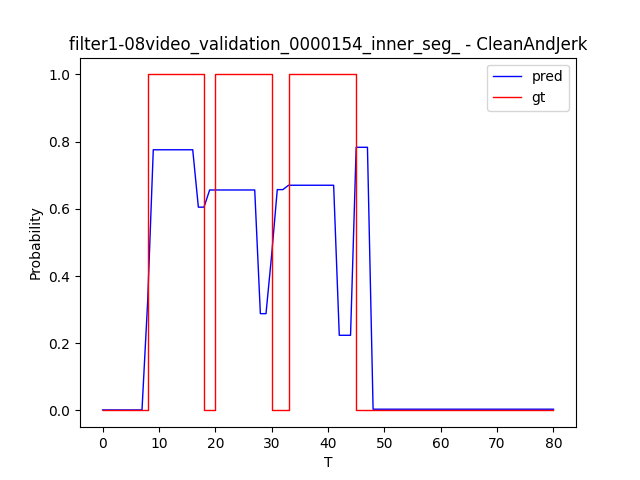 filter1-08video_validation_0000154_inner_seg_ - CleanAndJerk
pred
gt
1.0
0.8
0.6
0.4
0.2
0.0
Probability
0 10 20 30 40 50 60 70 80
T